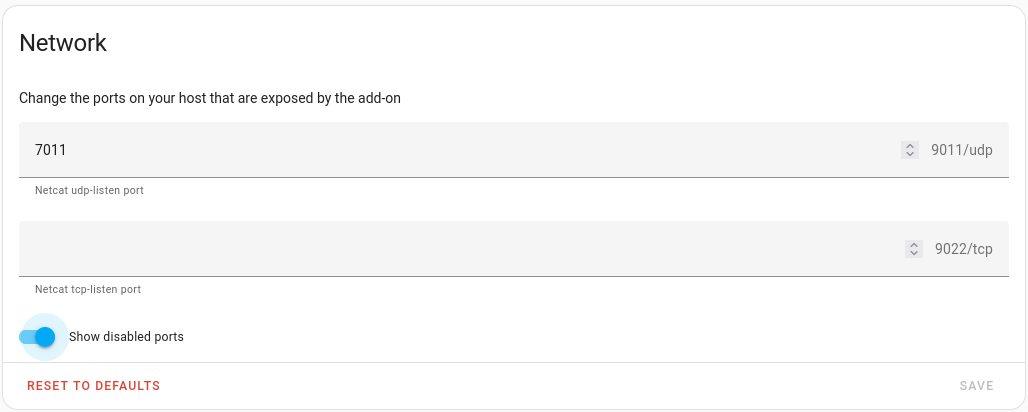 Network
Change the ports on your host that are exposed by the add-on
7011 9011/udp
Netcat udp-listen port
9022/tcp
Netcat tcp-listen port
Show disabled ports
RESET TO DEFAULTS SAVE